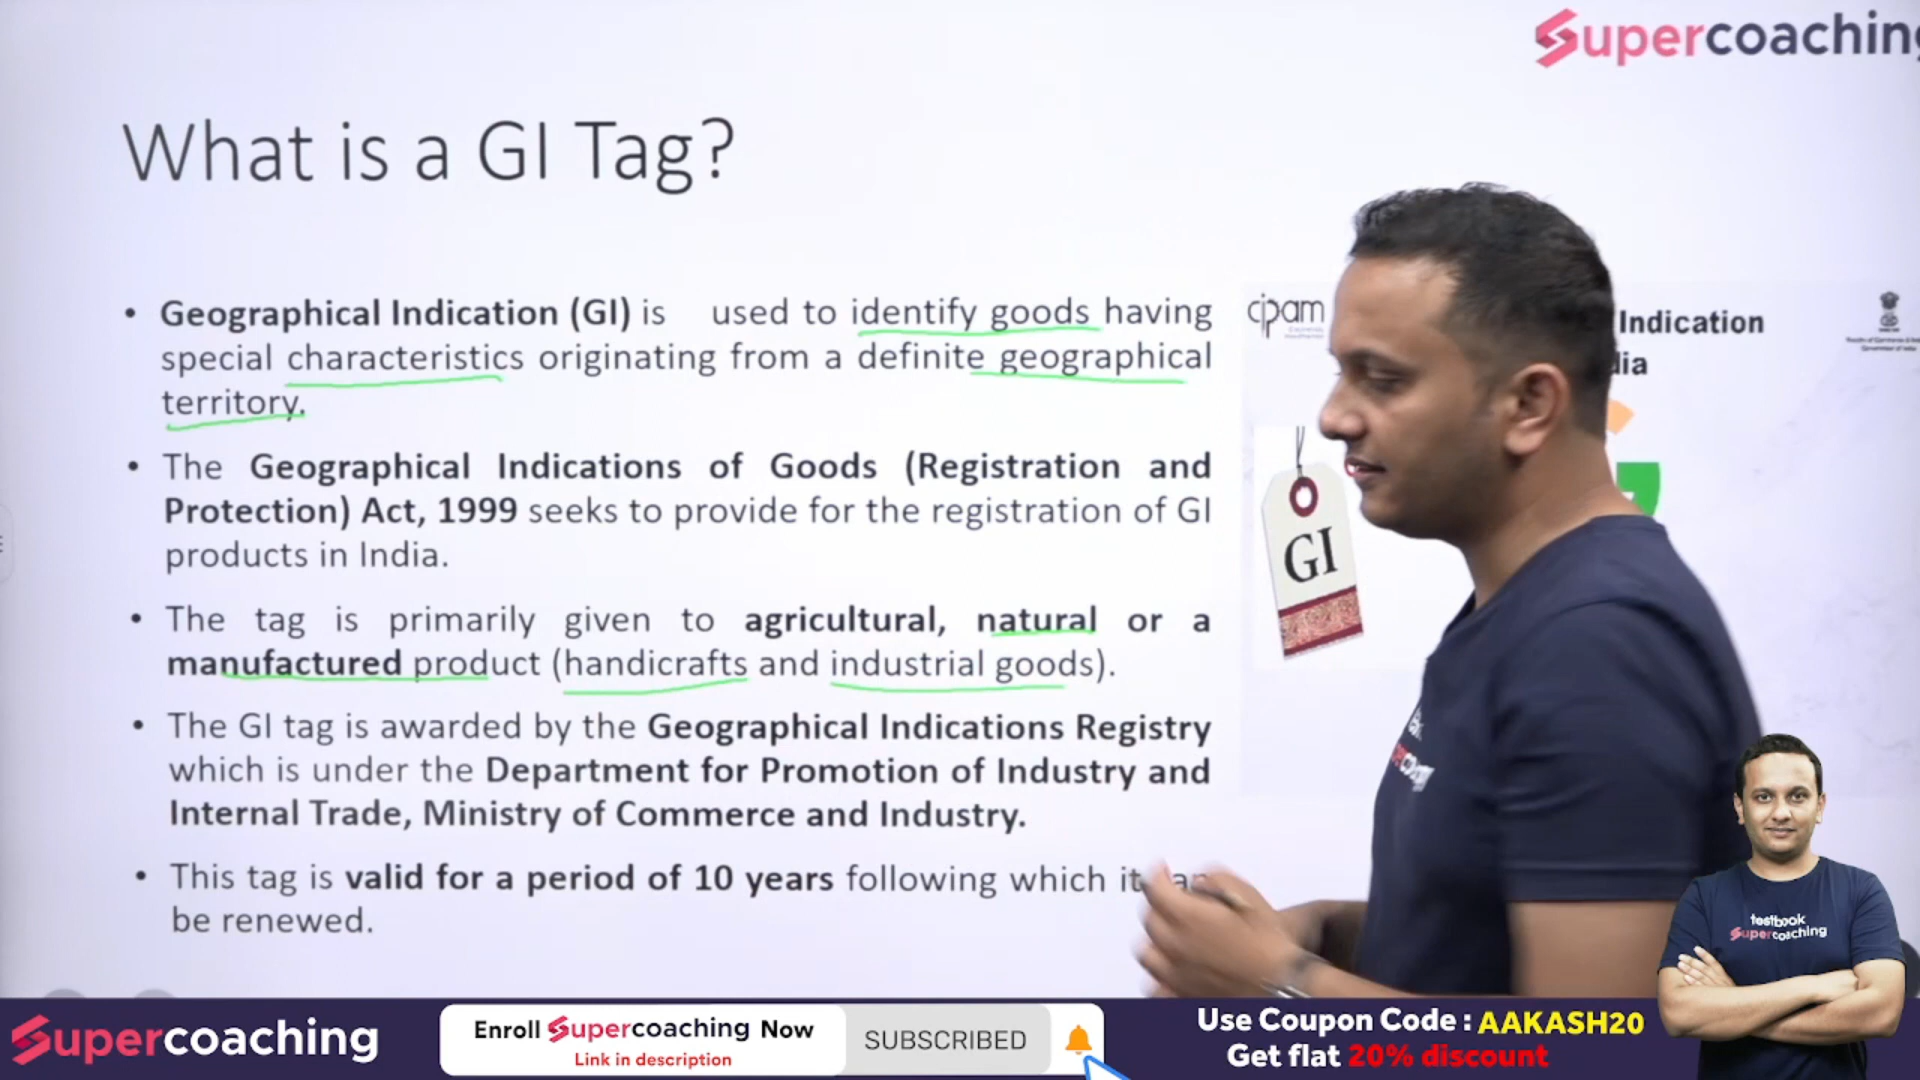 Supercoaching
What is a GI Tag?
• Geographical Indication (GI) is used to identify goods having
special characteristics originating from a definite geographical
territory.
• The Geographical Indications of Goods (Registration and
Protection) Act, 1999 seeks to provide for the registration of GI
products in India.
• The tag is primarily given to agricultural, natural or a
manufactured product (handicrafts and industrial goods).
• The GI tag is awarded by the Geographical Indications Registry
which is under the Department for Promotion of Industry and
Internal Trade, Ministry of Commerce and Industry.
• This tag is valid for a period of 10 years following which it
be renewed.
cipam
Indication
dia
GI
testbook
Supercoaching
Supercoaching
Enroll Supercoaching Now
Link in description
SUBSCRIBED
Use Coupon Code : AAKASH20
Get flat 20% discount